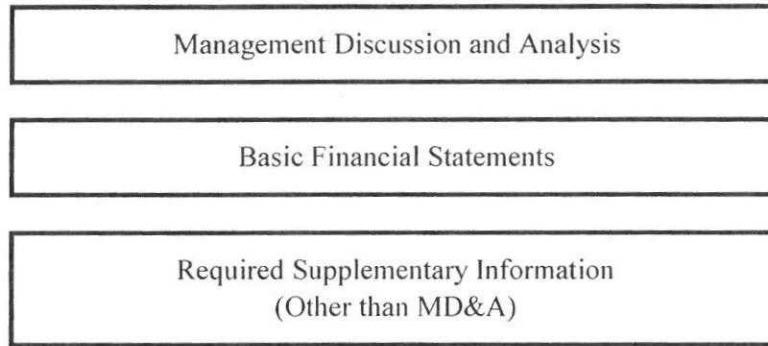 Management Discussion and Analysis
Basic Financial Statements
Required Supplementary Information
(Other than MD&A)